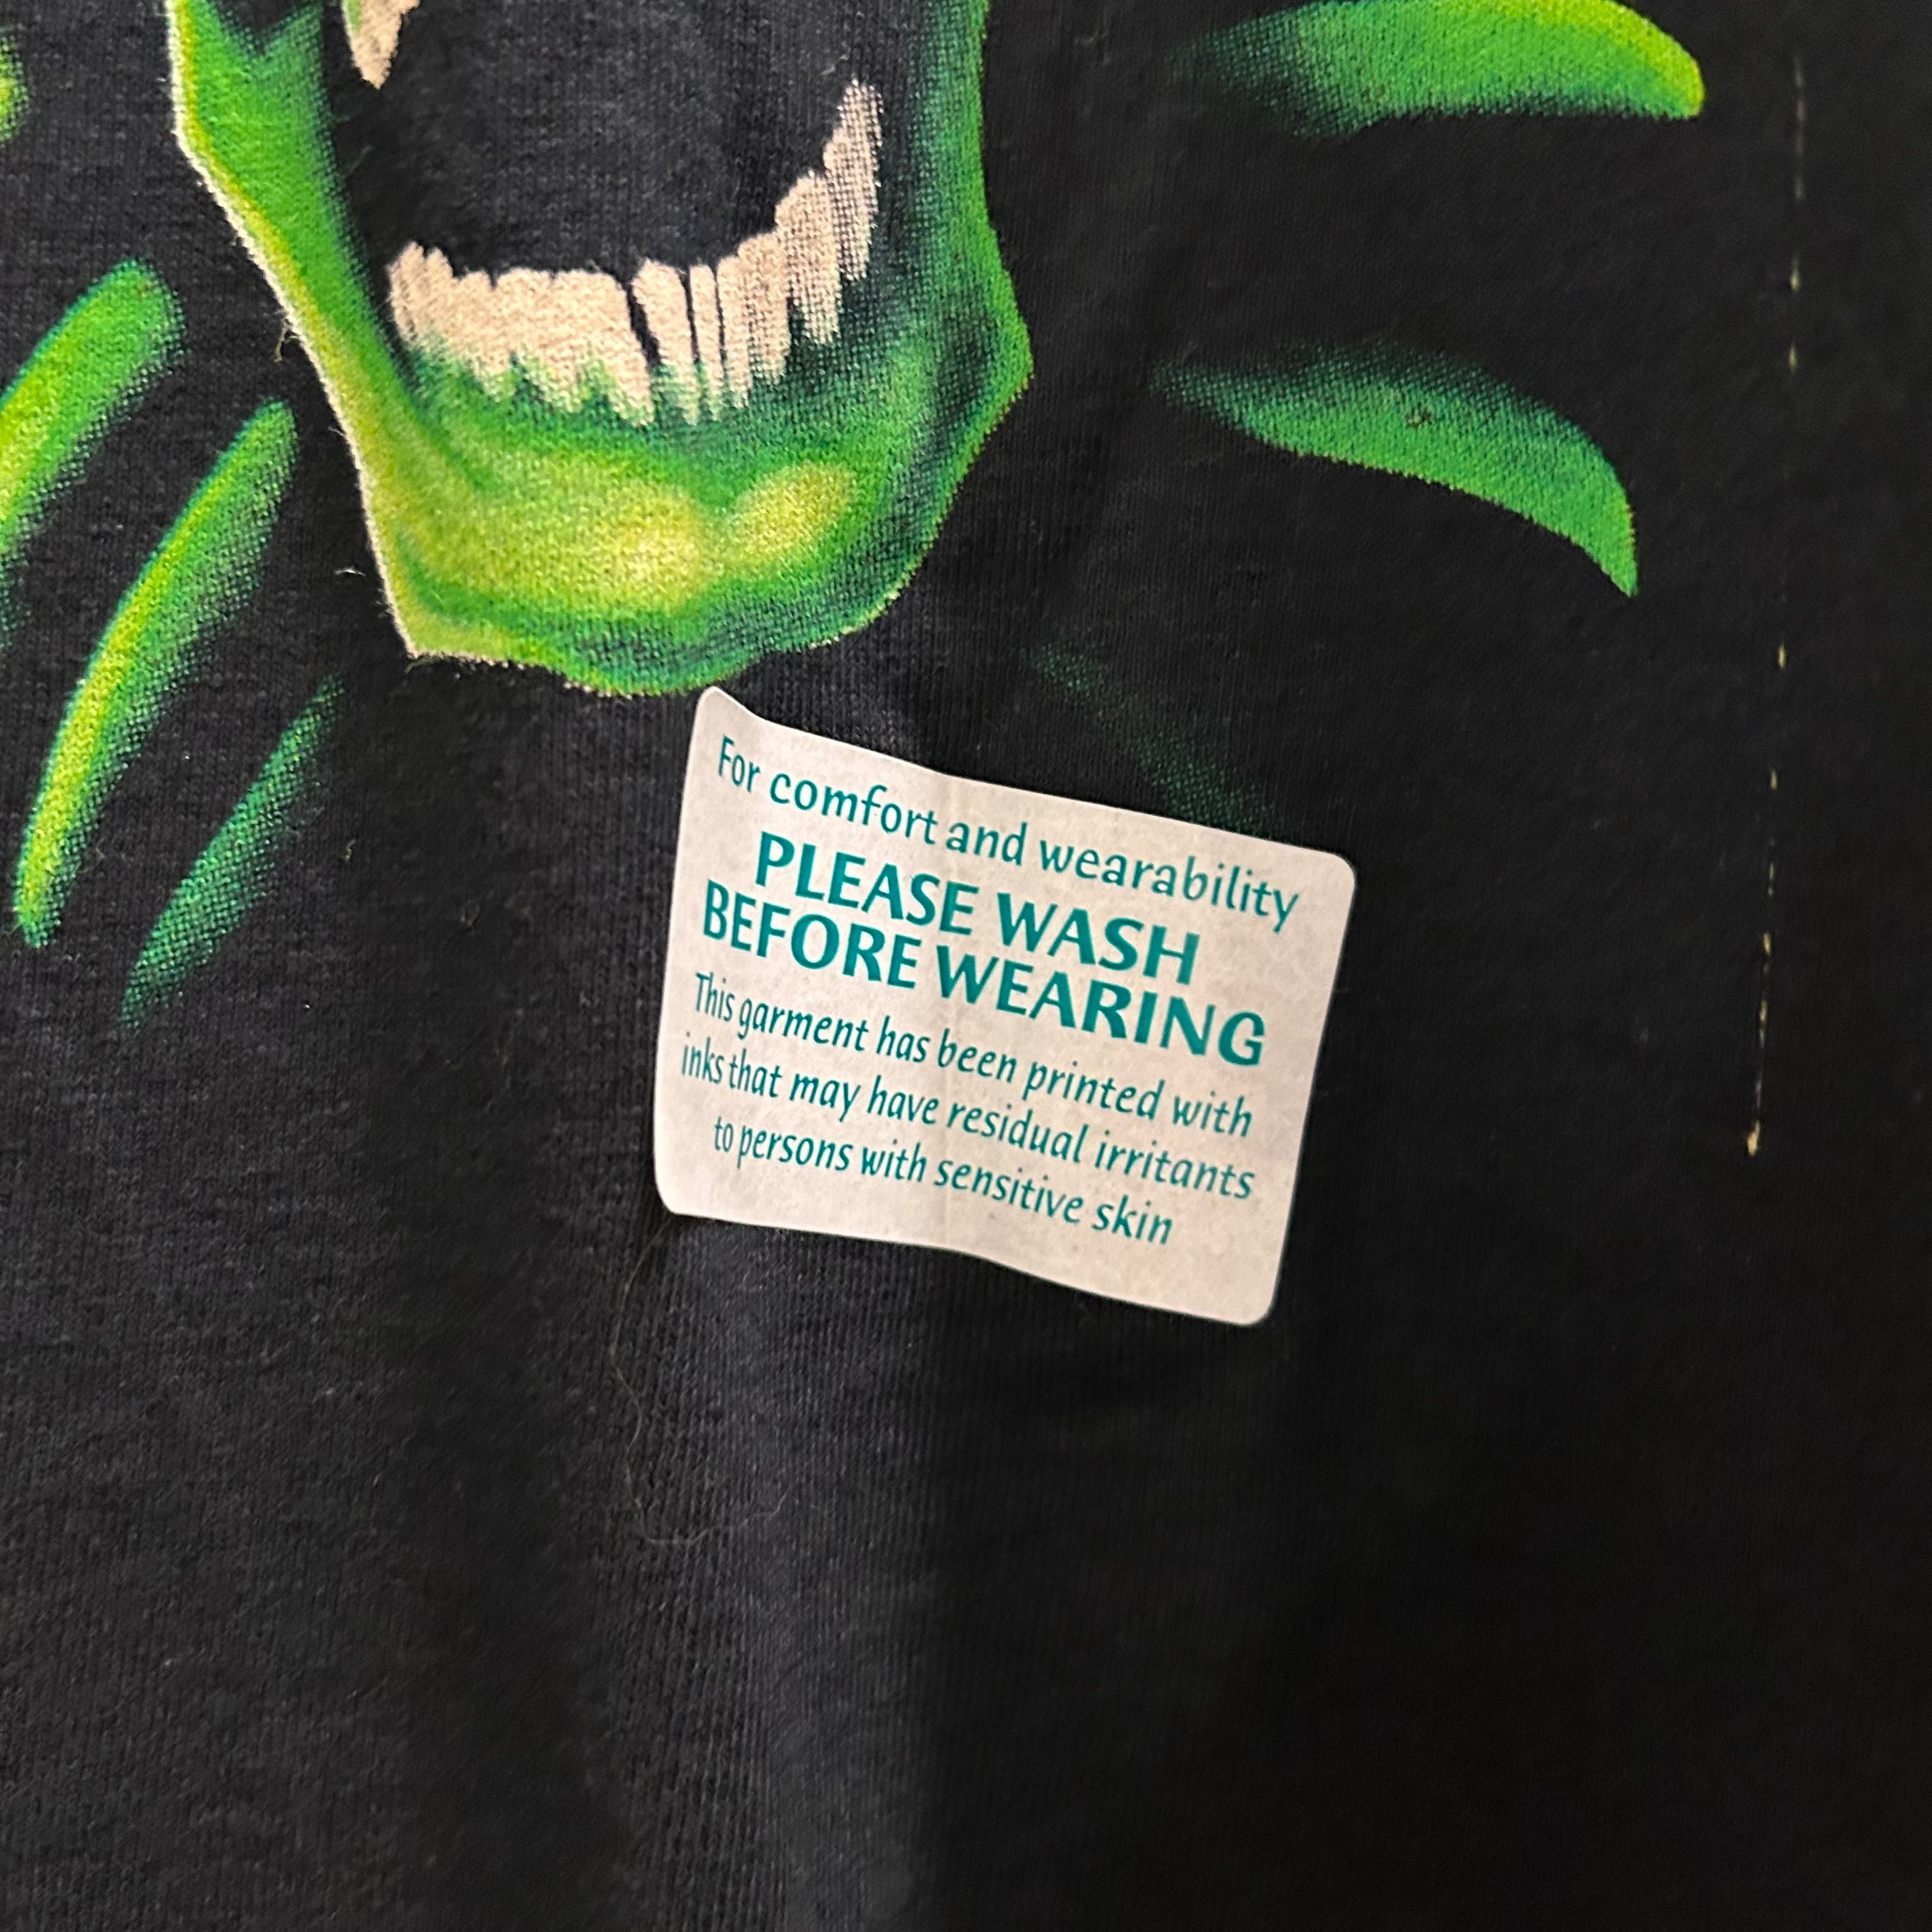 For comfort and wearability
PLEASE WASH
BEFORE WEARING
This garment has been printed with
inks that may have residual irritants
to persons with sensitive skin